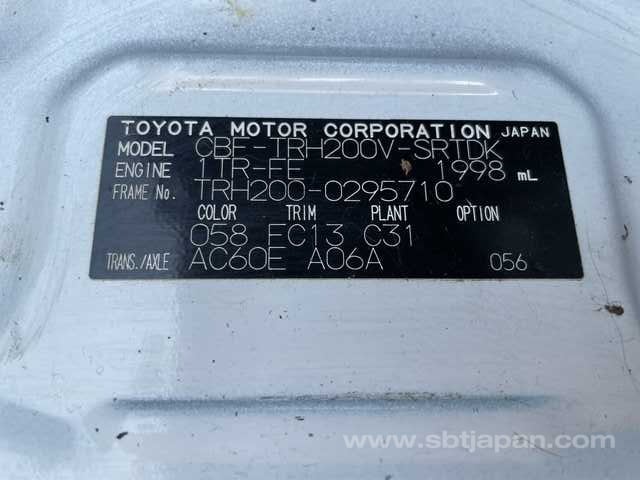 TOYOTA MOTOR CORPORATION JAPAN
MODEL CBF-TRH200V-SRTDK
ENGINE 1TR-FE 1998 mL
FRAME No. TRH200-0295710
COLOR TRIM PLANT OPTION
058 FC13 C31
TRANS./AXLE AC60E A06A 056
www.sbtjapan.com